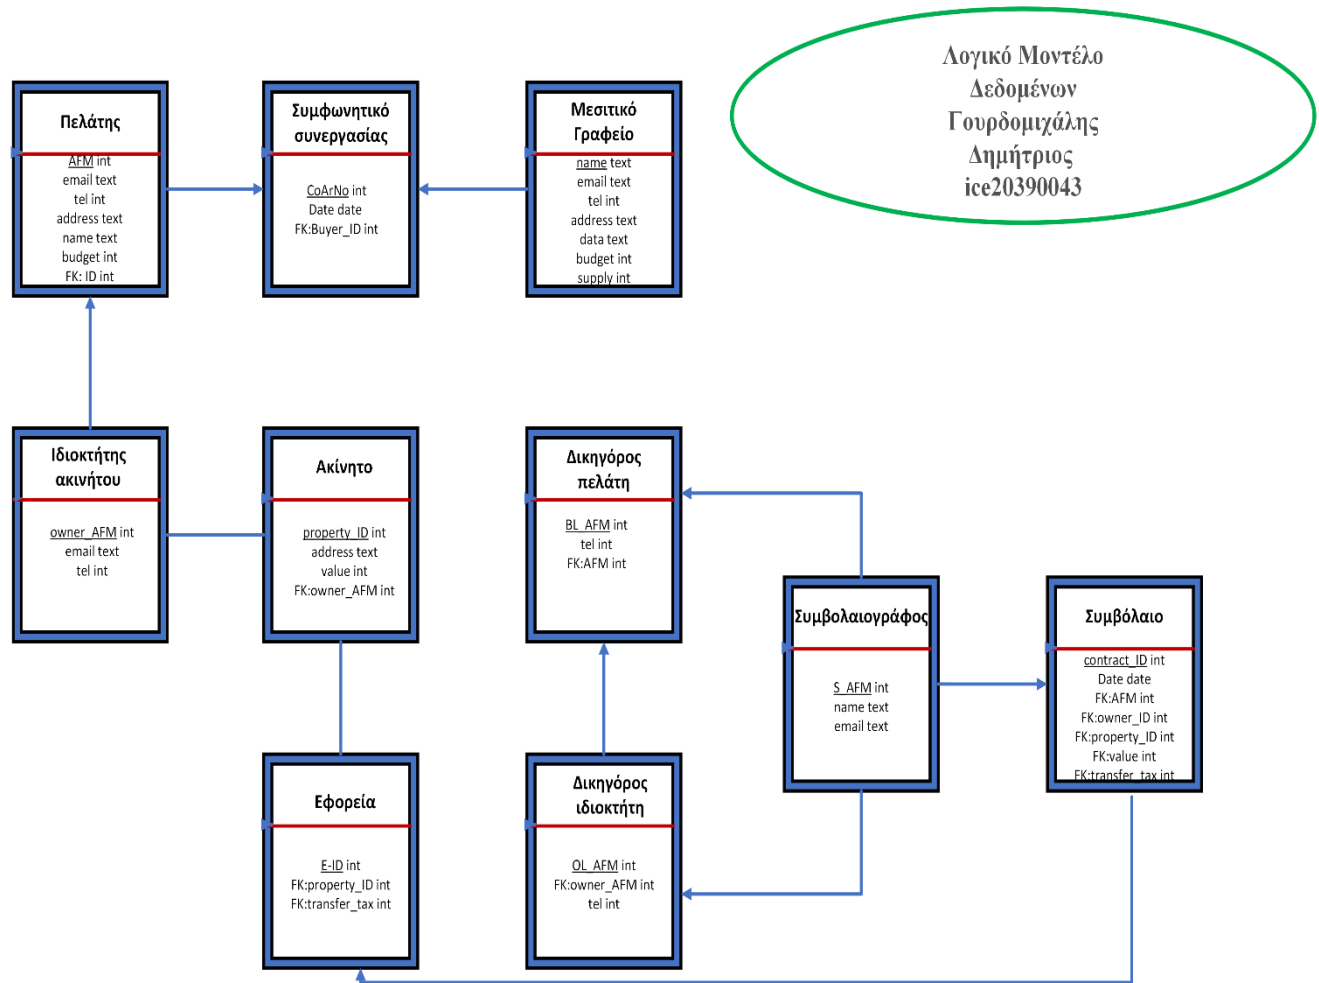 Λογικό Μοντέλο
Δεδομένων
Γουρδομιχάλης
Δημήτριος
ice20390043
Πελάτης
AFM int
email text
tel int
address text
name text
budget int
FK: ID int
Συμφωνητικό
συνεργασίας
CoArNo int
Date date
FK:Buyer_ID int
Μεσιτικό
Γραφείο
name text
email text
tel int
address text
data text
budget int
supply int
Ιδιοκτήτης
ακινήτου
owner_AFM int
email text
tel int
Ακίνητο
property_ID int
address text
value int
FK:owner_AFM int
Δικηγόρος
πελάτη
BL_AFM int
tel int
FK:AFM int
Συμβολαιογράφος
S_AFM int
name text
email text
Συμβόλαιο
contract_ID int
Date date
FK:AFM int
FK:owner_ID int
FK:property_ID int
FK:value int
FK:transfer_tax int
Εφορεία
E-ID int
FK:property_ID int
FK:transfer_tax int
Δικηγόρος
ιδιοκτήτη
OL_AFM int
FK:owner_AFM int
tel int